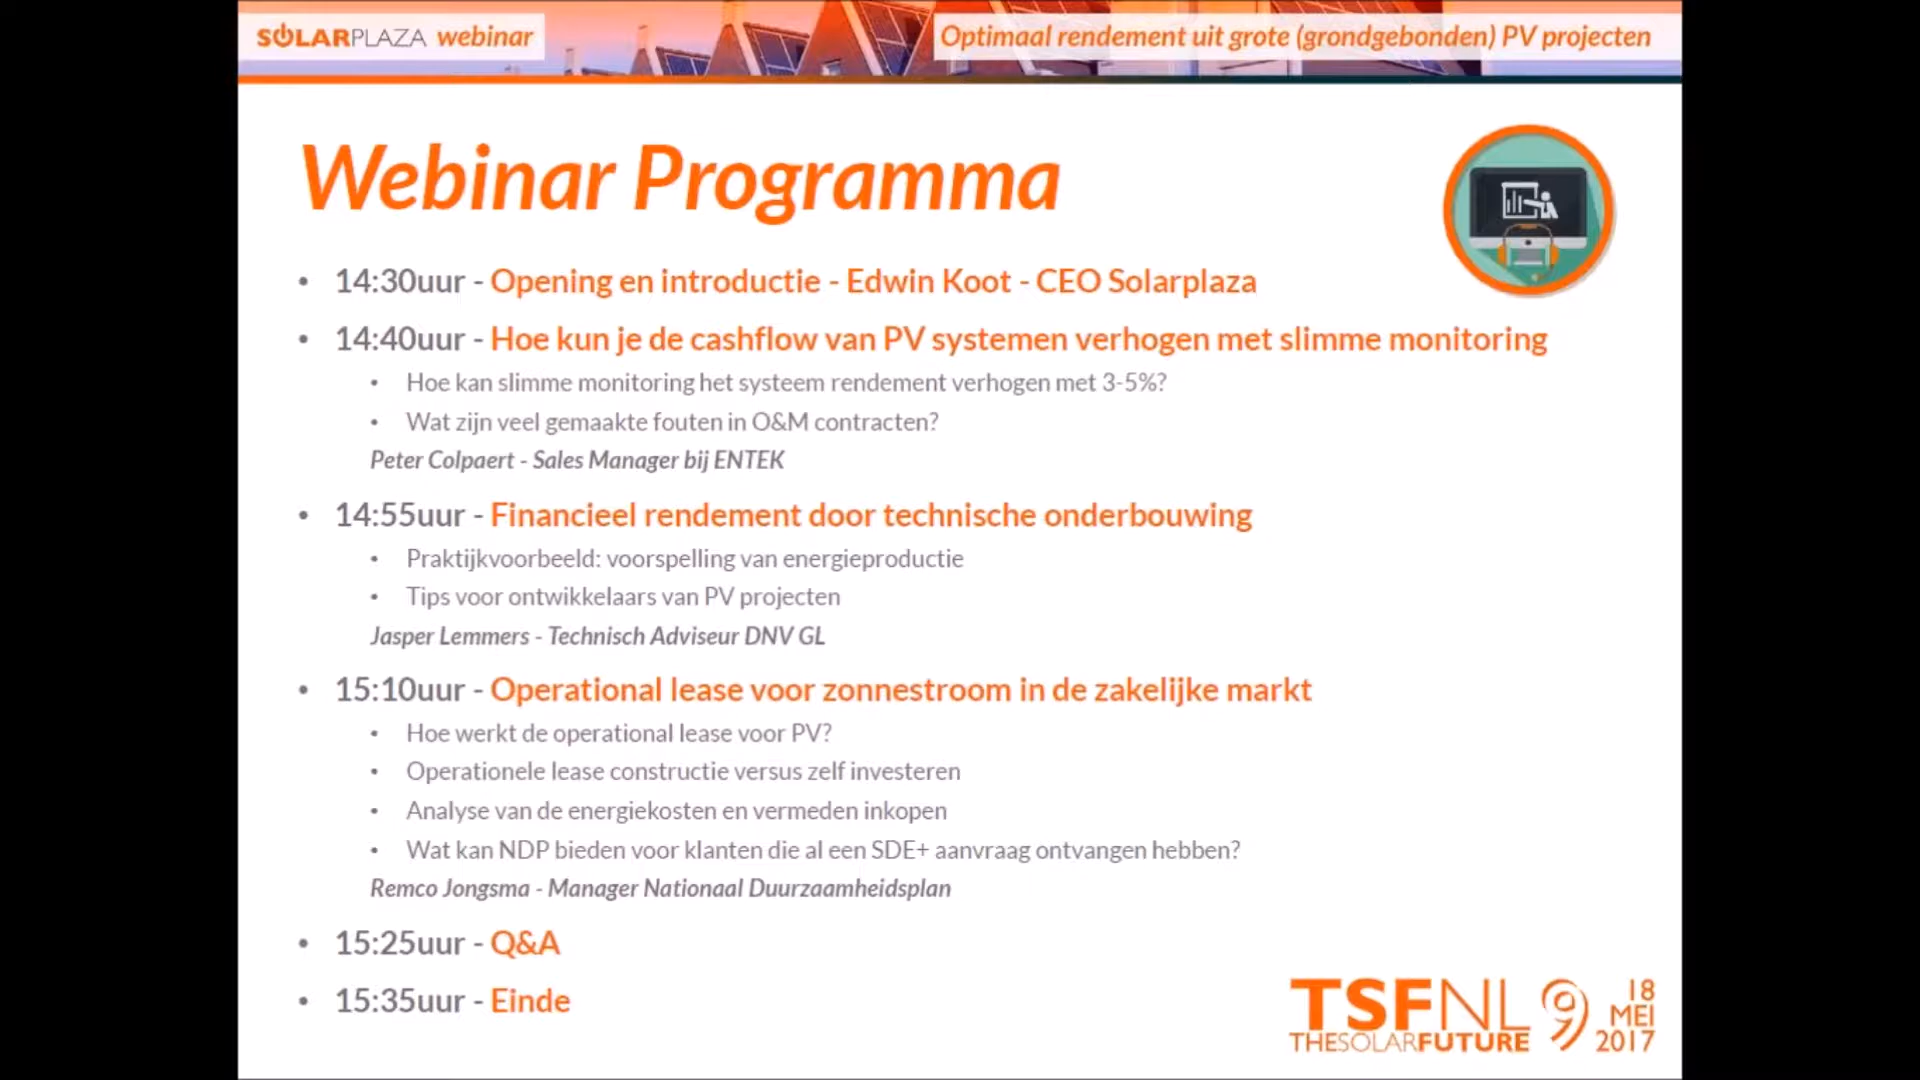 SOLARPLAZA webinar
Optimaal rendement uit grote (grondgebonden) PV projecten
Webinar Programma
• 14:30uur - Opening en introductie - Edwin Koot - CEO Solarplaza
• 14:40uur - Hoe kun je de cashflow van PV systemen verhogen met slimme monitoring
• Hoe kan slimme monitoring het systeem rendement verhogen met 3-5%?
• Wat zijn veel gemaakte fouten in O&M contracten?
Peter Colpaert - Sales Manager bij ENTEK
• 14:55uur - Financieel rendement door technische onderbouwing
• Praktijkvoorbeeld: voorspelling van energieproductie
• Tips voor ontwikkelaars van PV projecten
Jasper Lemmers - Technisch Adviseur DNV GL
• 15:10uur - Operational lease voor zonnestroom in de zakelijke markt
• Hoe werkt de operational lease voor PV?
• Operationele lease constructie versus zelf investeren
• Analyse van de energiekosten en vermeden inkopen
• Wat kan NDP bieden voor klanten die al een SDE+ aanvraag ontvangen hebben?
Remco Jongsma - Manager Nationaal Duurzaamheidsplan
• 15:25uur - Q&A
• 15:35uur - Einde
TSFNL 9
THESOLARFUTURE
18
MEI
2017